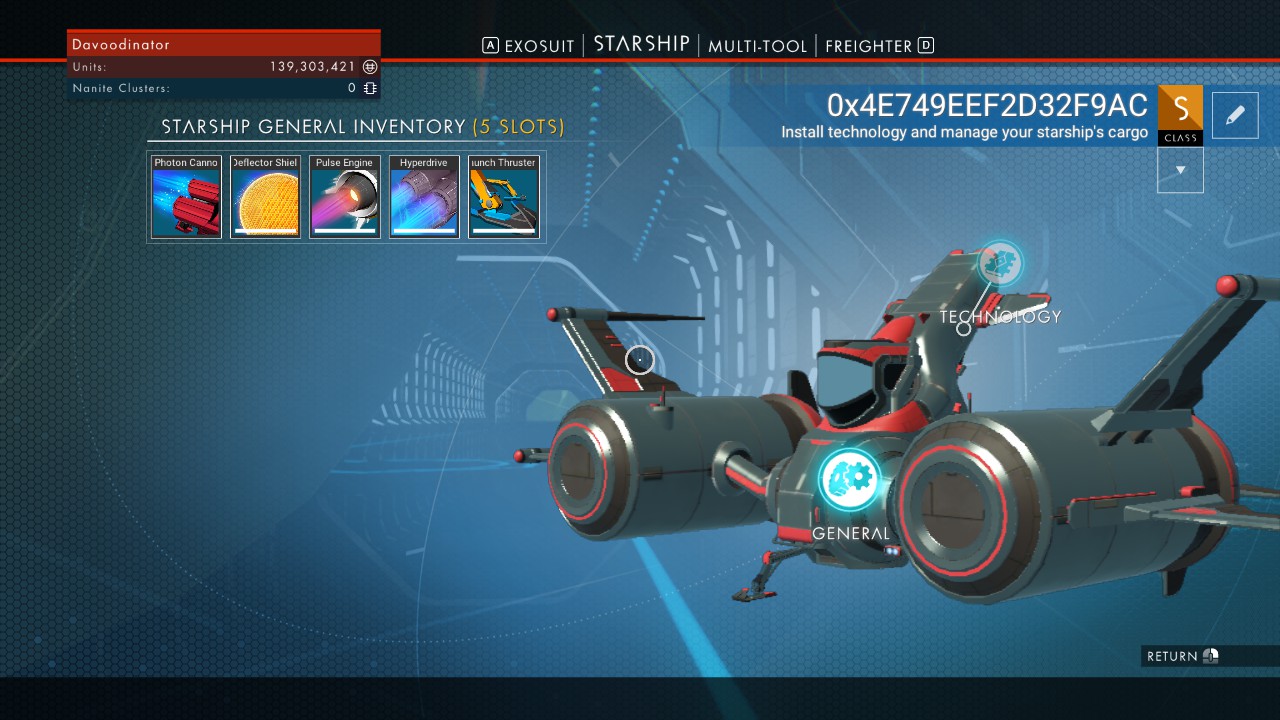 Davoodinator
Units: 139,303,421
Nanite Clusters: 0
A EXOSUIT STARSHIP MULTI-TOOL FREIGHTER D
0x4E749EEF2D32F9AC
Install technology and manage your starship's cargo
S
CLASS
STARSHIP GENERAL INVENTORY (5 SLOTS)
Photon Canno Deflector Shiel Pulse Engine Hyperdrive unch Thruster
TECHNOLOGY
GENERAL
RETURN